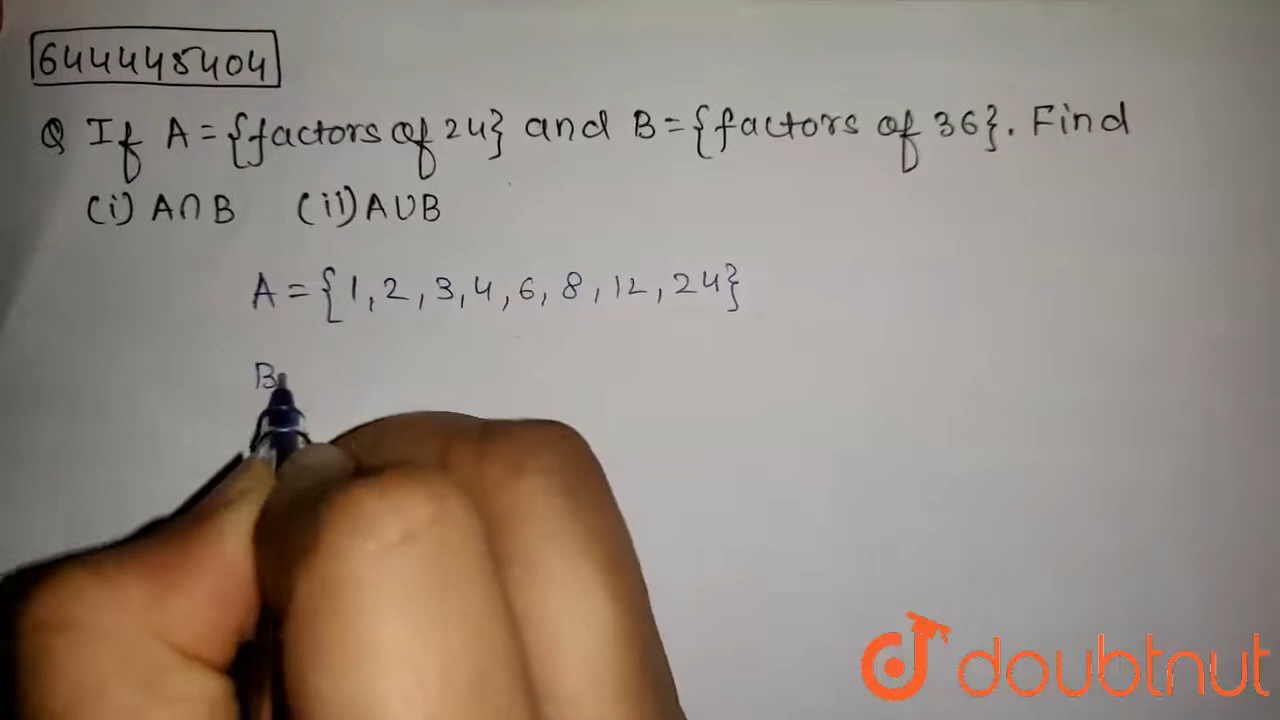 644448404
Q If A = {factors of 24} and B = {factors of 36}. Find
(i) A∩B (ii) A∪B
A = {1, 2, 3, 4, 6, 8, 12, 24}
B
doubtnut